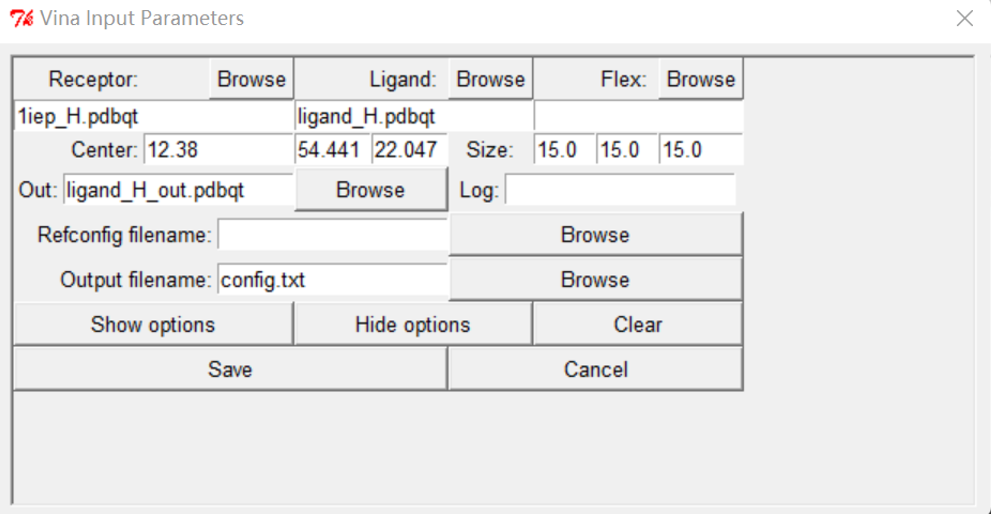 Vina Input Parameters
Receptor: Browse Ligand: Browse Flex: Browse
1iep_H.pdbqt ligand_H.pdbqt
Center: 12.38 54.441 22.047 Size: 15.0 15.0 15.0
Out: ligand_H_out.pdbqt Browse Log:
Refconfig filename: Browse
Output filename: config.txt Browse
Show options Hide options Clear
Save Cancel